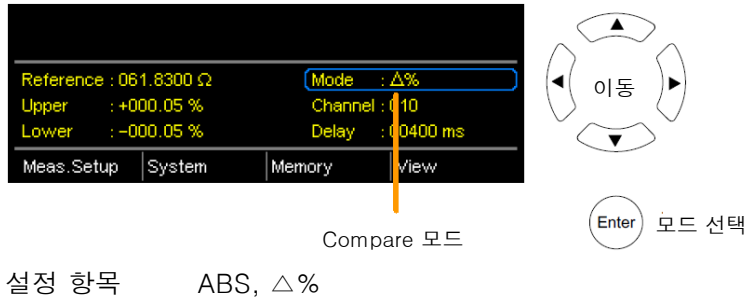 Reference : 061.8300 Ω Mode : △%
Upper : +000.05 % Channel : 010
Lower : -000.05 % Delay : 00400 ms
Meas.Setup System Memory View
이동
Enter 모드 선택
Compare 모드
설정 항목 ABS, △%